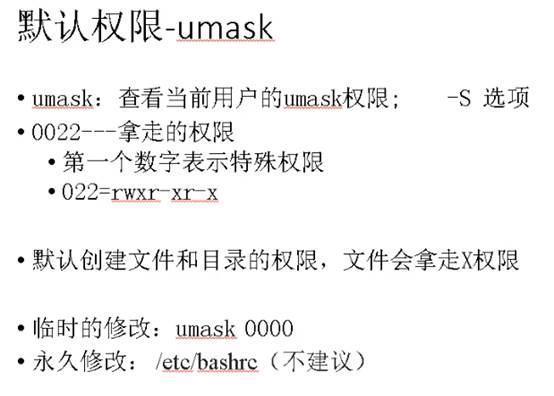 默认权限-umask
• umask：查看当前用户的umask权限; -S 选项
• 0022---拿走的权限
• 第一个数字表示特殊权限
• 022=rwxr-xr-x
• 默认创建文件和目录的权限，文件会拿走X权限
• 临时的修改：umask 0000
• 永久修改： /etc/bashrc（不建议）